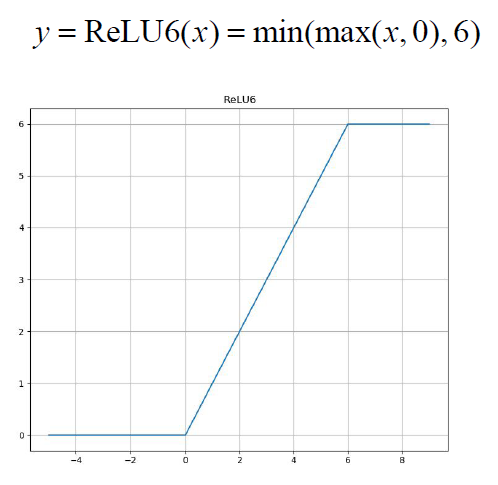 y = ReLU6(x) = min(max(x, 0), 6)
ReLU6
6
5
4
3
2
1
0
−4 −2 0 2 4 6 8